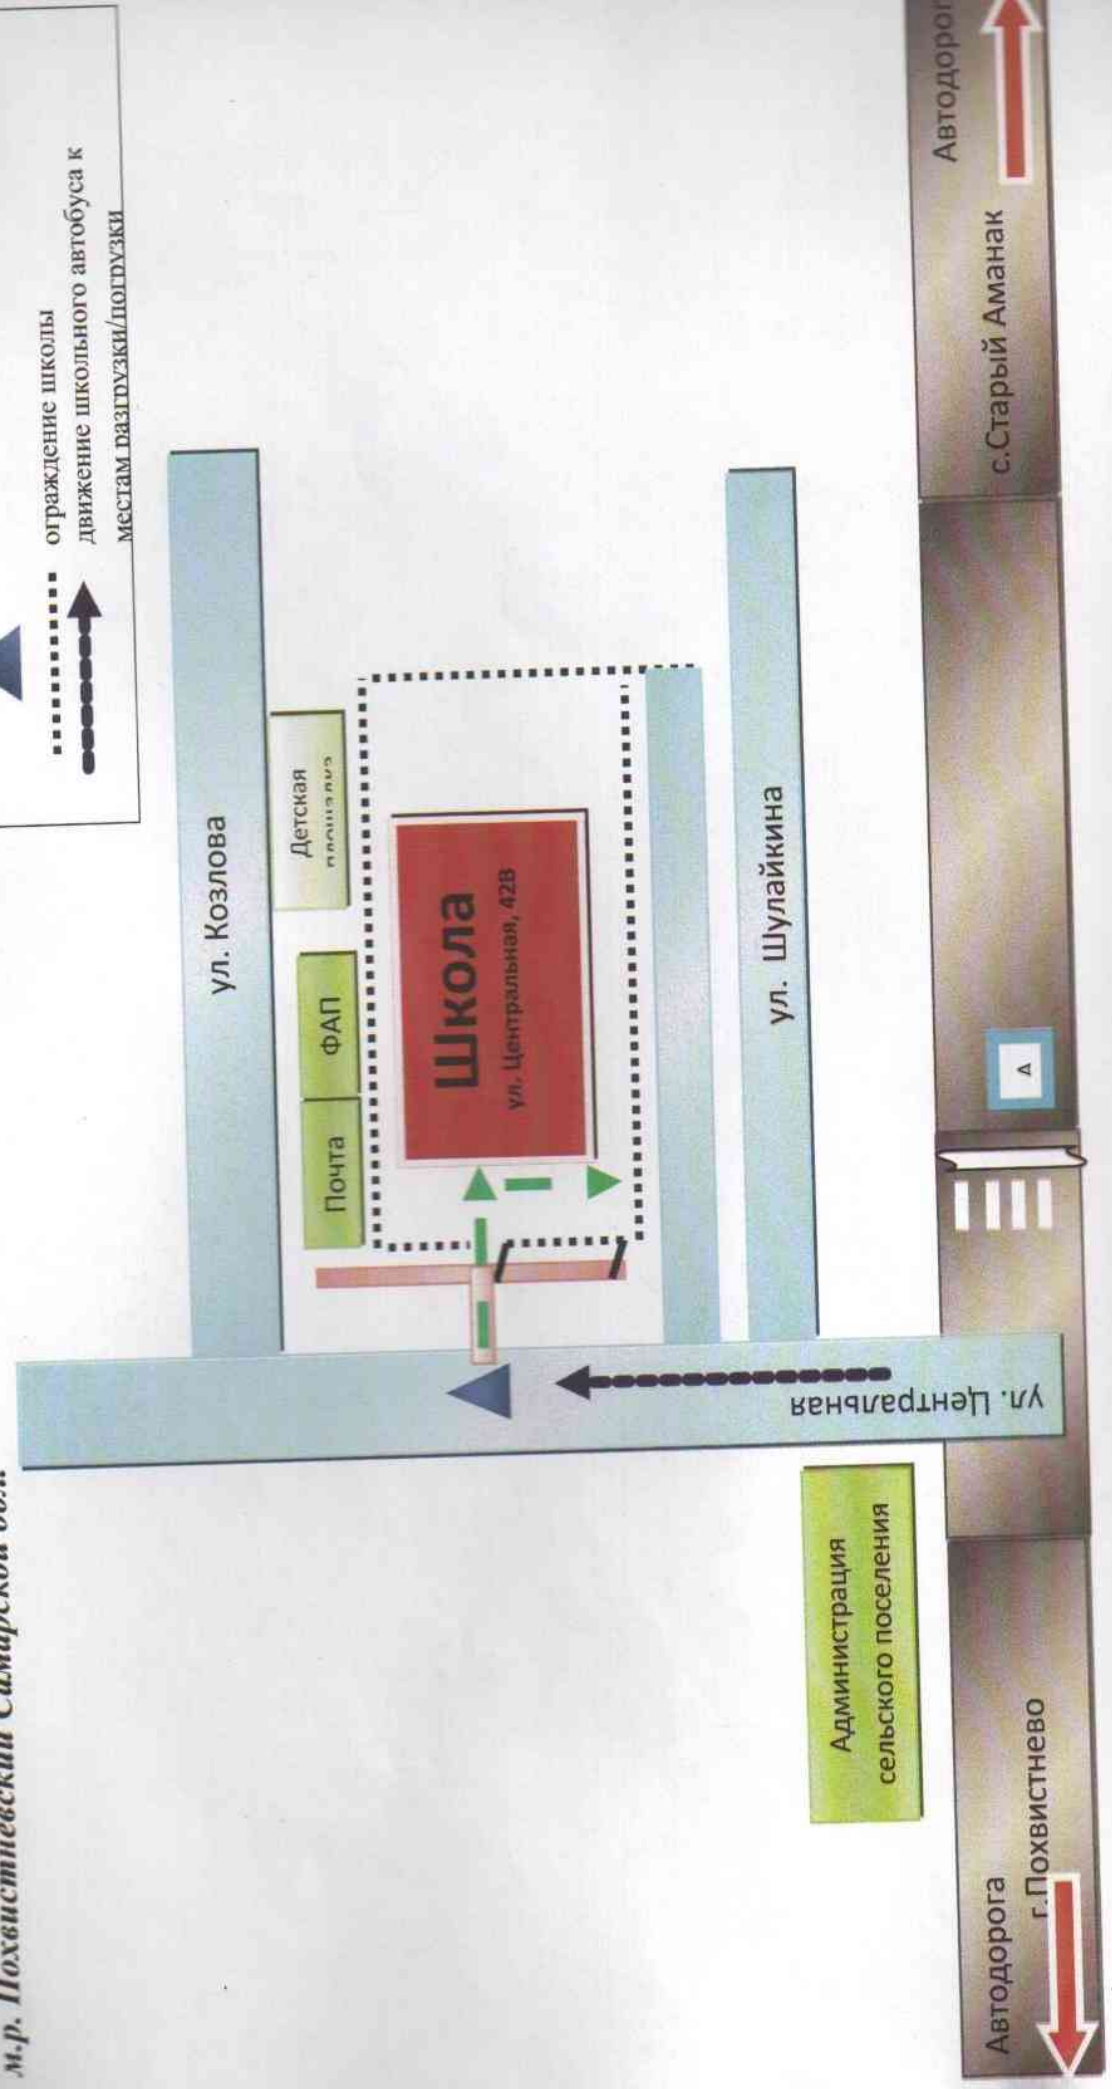 м.р. Похвистневский Самарской обл.
ограждение школы
движение школьного автобуса к
местам разгрузки/погрузки
ул. Козлова
Детская
Почта
ФАП
Школа
ул. Центральная, 42В
ул. Шулайкина
ул. Центральная
Администрация
сельского поселения
А
Автодорога
г.Похвистнево
Автодорог
с.Старый Аманак